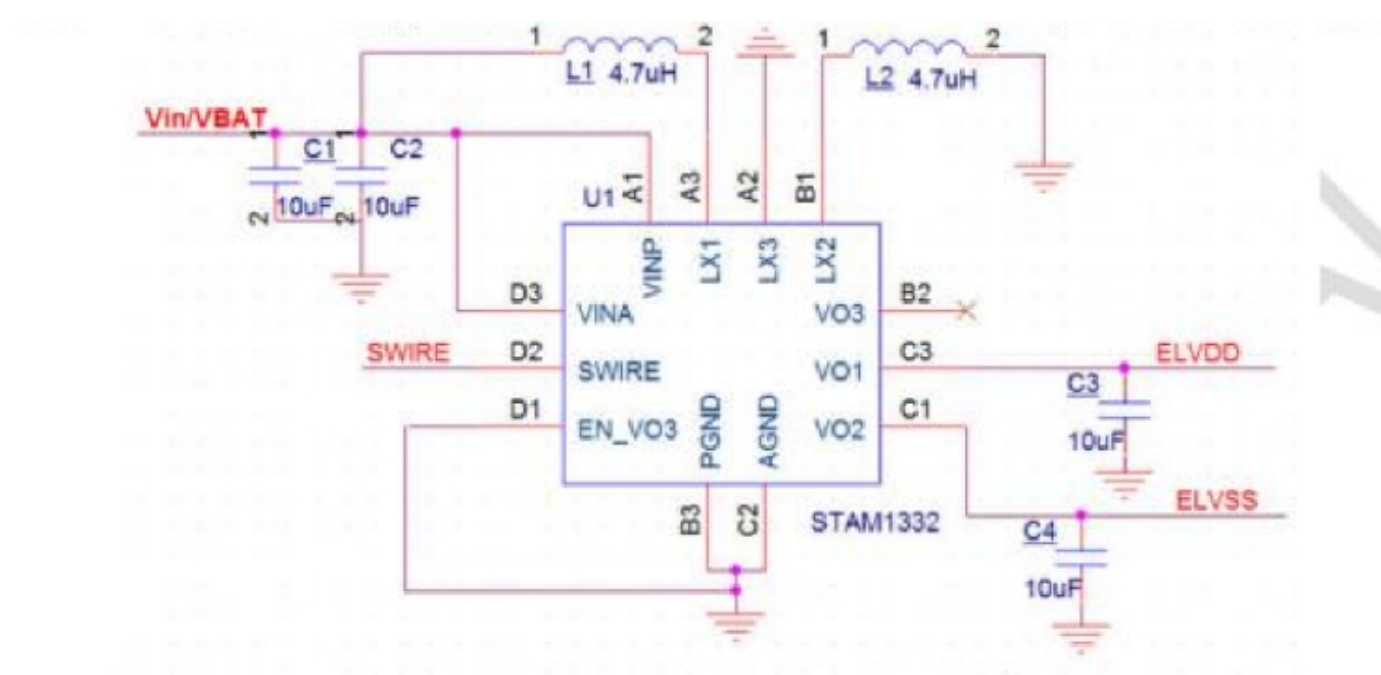 1 2 1 2
L1 4.7uH L2 4.7uH
Vin/VBAT
1 C1 1 C2
2 10uF 2 10uF
U1 A1 A3 A2 B1
VINP LX1 LX3 LX2
D3 VINA VO3 B2
SWIRE D2 SWIRE VO1 C3 ELVDD
D1 EN_VO3 PGND AGND VO2 C1
C3
10uF
B3 C2 STAM1332
ELVSS
C4
10uF